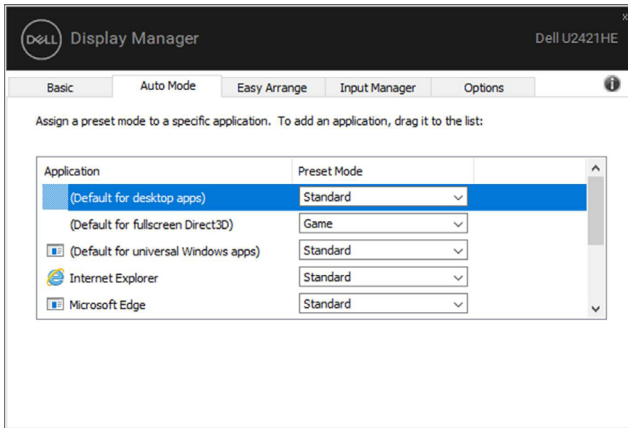 DELL Display Manager
Dell U2421HE
Basic Auto Mode Easy Arrange Input Manager Options
Assign a preset mode to a specific application. To add an application, drag it to the list:
Application Preset Mode
(Default for desktop apps) Standard
(Default for fullscreen Direct3D) Game
(Default for universal Windows apps) Standard
Internet Explorer Standard
Microsoft Edge Standard